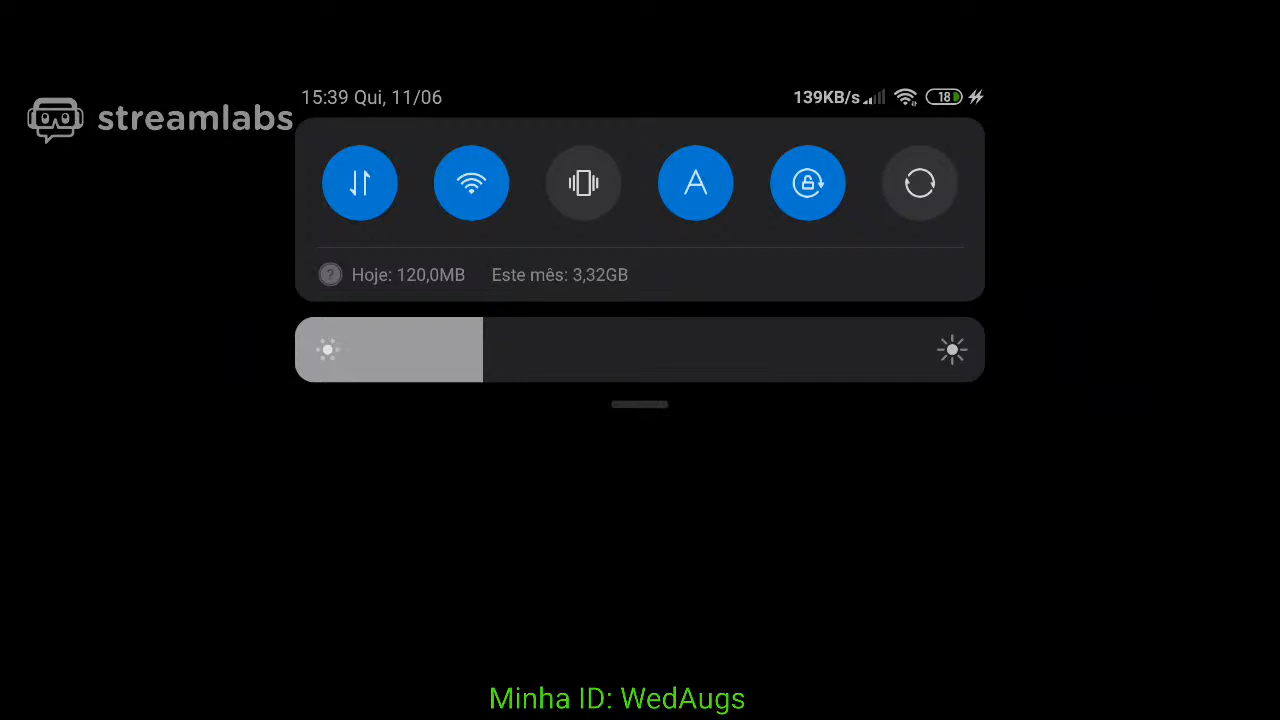 15:39 Qui, 11/06
139KB/s
18
streamlabs
A
? Hoje: 120,0MB Este mês: 3,32GB
Minha ID: WedAugs